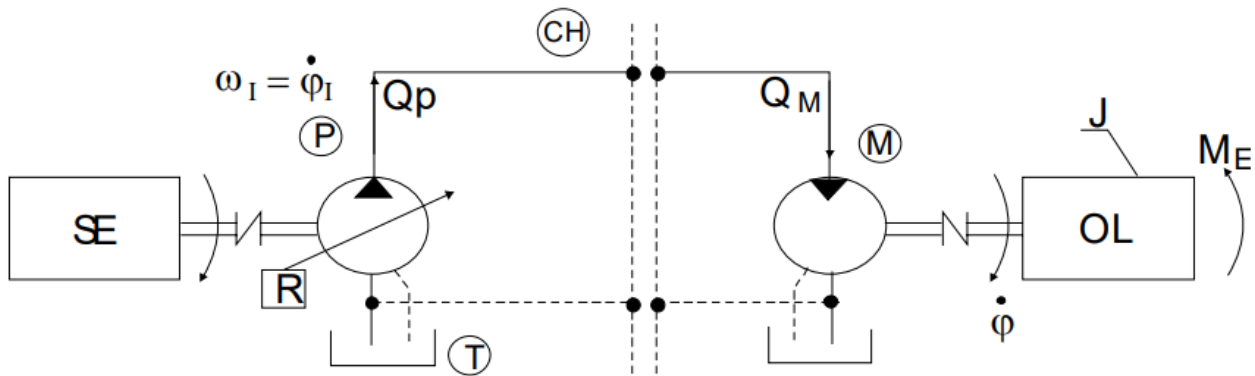 CH
ω_I = φ̇_I
Qp
Q_M
P
M
J
M_E
SE
R
OL
φ̇
T